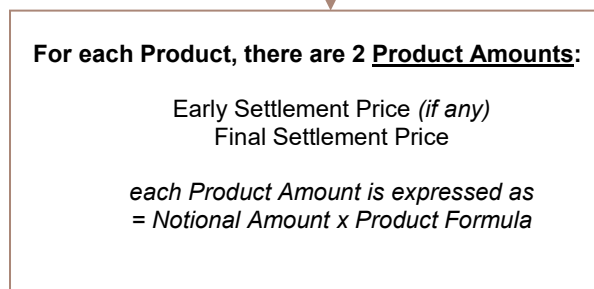 For each Product, there are 2 Product Amounts:
Early Settlement Price (if any)
Final Settlement Price
each Product Amount is expressed as
= Notional Amount x Product Formula